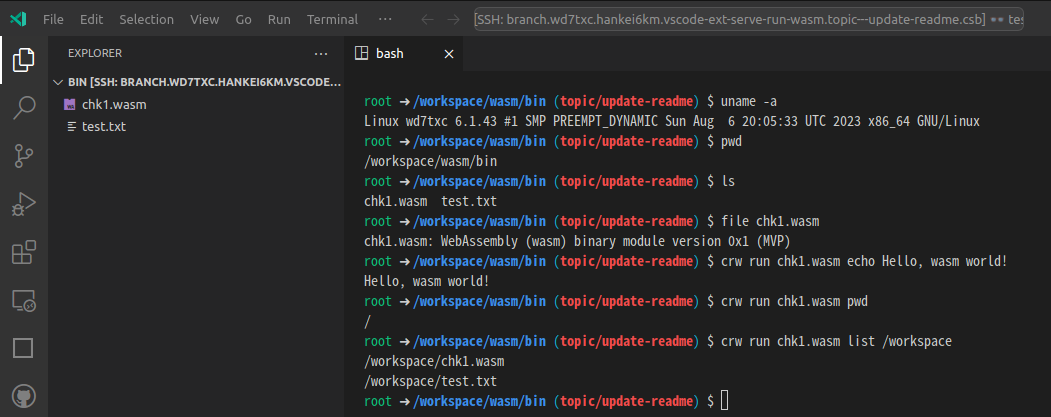 File Edit Selection View Go Run Terminal ··· [SSH: branch.wd7txc.hankei6km.vscode-ext-serve-run-wasm.topic--update-readme.csb]
EXPLORER ···
BIN [SSH: BRANCH.WD7TXC.HANKEI6KM.VSCODE...
chk1.wasm
test.txt
bash
root ➜ /workspace/wasm/bin (topic/update-readme) $ uname -a
Linux wd7txc 6.1.43 #1 SMP PREEMPT_DYNAMIC Sun Aug  6 20:05:33 UTC 2023 x86_64 GNU/Linux
root ➜ /workspace/wasm/bin (topic/update-readme) $ pwd
/workspace/wasm/bin
root ➜ /workspace/wasm/bin (topic/update-readme) $ ls
chk1.wasm  test.txt
root ➜ /workspace/wasm/bin (topic/update-readme) $ file chk1.wasm
chk1.wasm: WebAssembly (wasm) binary module version 0x1 (MVP)
root ➜ /workspace/wasm/bin (topic/update-readme) $ crw run chk1.wasm echo Hello, wasm world!
Hello, wasm world!
root ➜ /workspace/wasm/bin (topic/update-readme) $ crw run chk1.wasm pwd
/
root ➜ /workspace/wasm/bin (topic/update-readme) $ crw run chk1.wasm list /workspace
/workspace/chk1.wasm
/workspace/test.txt
root ➜ /workspace/wasm/bin (topic/update-readme) $